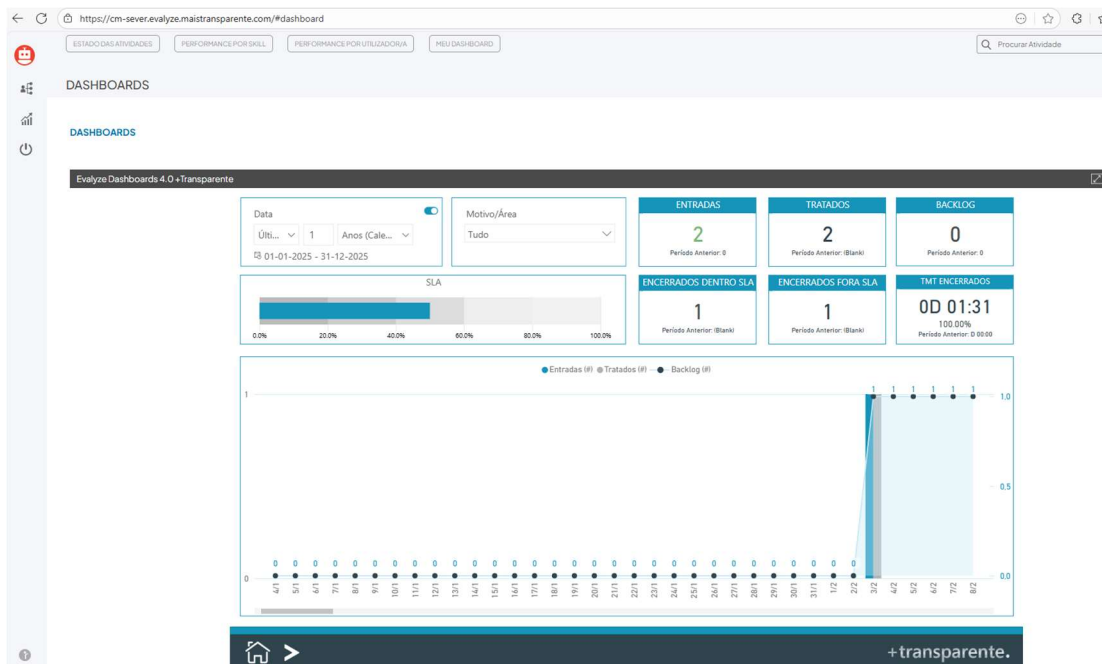 https://cm-sever.evalyze.maistransparente.com/#dashboard
ESTADO DAS ATIVIDADES PERFORMANCE POR SKILL PERFORMANCE POR UTILIZADOR/A MEU DASHBOARD Procurar Atividade
DASHBOARDS
DASHBOARDS
Evalyze Dashboards 4.0 +Transparente
Data
Últi... 1 Anos (Cale...
01-01-2025 - 31-12-2025
Motivo/Área
Tudo
ENTRADAS
2
Período Anterior: 0
TRATADOS
2
Período Anterior: (Blank)
BACKLOG
0
Período Anterior: 0
SLA
0.0% 20.0% 40.0% 60.0% 80.0% 100.0%
ENCERRADOS DENTRO SLA
1
Período Anterior: (Blank)
ENCERRADOS FORA SLA
1
Período Anterior: (Blank)
TMT ENCERRADOS
0D 01:31
100.00%
Período Anterior: D 00:00
Entradas (#) Tratados (#) Backlog (#)
1 1 1 1 1 1 1 1.0
0.5
0 0 0 0 0 0 0 0 0 0 0 0 0 0 0 0 0 0 0 0 0 0 0 0 0 0 0 0 0 0 0
0 0.0
4/1 5/1 6/1 7/1 8/1 9/1 10/1 11/1 12/1 13/1 14/1 15/1 16/1 17/1 18/1 19/1 20/1 21/1 22/1 23/1 24/1 25/1 26/1 27/1 28/1 29/1 30/1 31/1 1/2 2/2 3/2 4/2 5/2 6/2 7/2 8/2
+transparente.